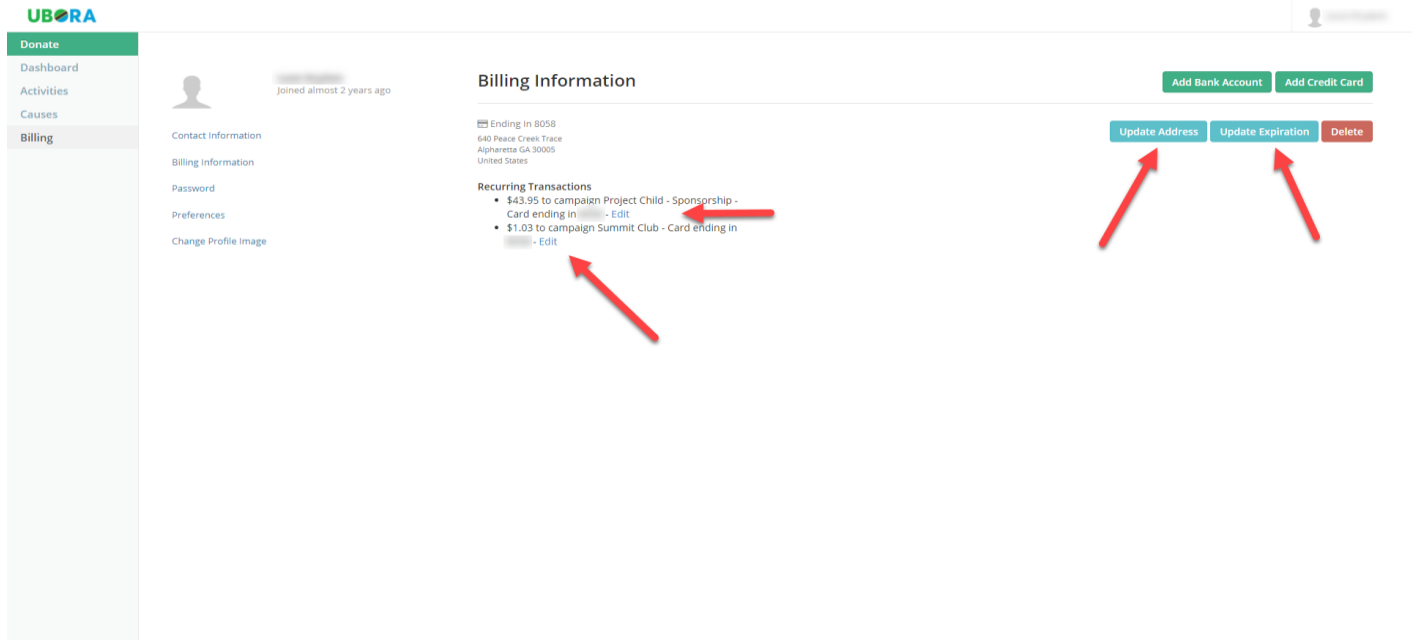 UBORA
Donate
Dashboard
Activities
Causes
Billing
Joined almost 2 years ago
Contact Information
Billing Information
Password
Preferences
Change Profile Image
Billing Information
Add Bank Account
Add Credit Card
Ending In 8058
640 Peace Creek Trace
Alpharetta GA 30005
United States
Update Address
Update Expiration
Delete
Recurring Transactions
• $43.95 to campaign Project Child - Sponsorship -
Card ending in - Edit
• $1.03 to campaign Summit Club - Card ending in
- Edit